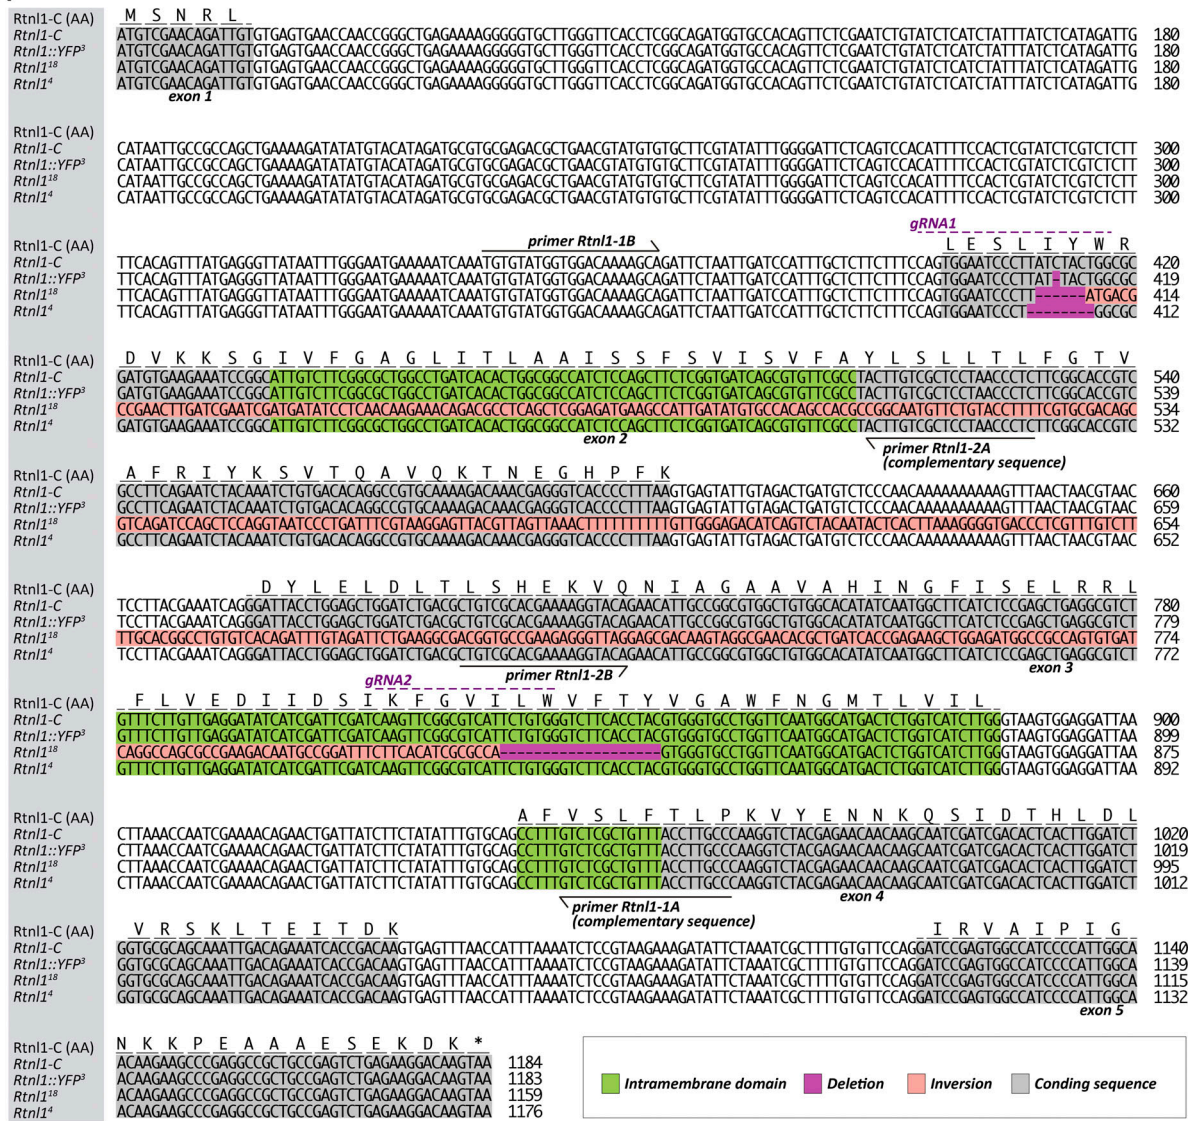 Rtnl1-C (AA) M S N R L
Rtnl1-C ATGTCGAACAGATTGTGTGAGTGAACCAACCGGGCTGAGAAAAGGGGGTGCTTGGGTTCACCTCGGCAGATGGTGCCACAGTTCTCGAATCTGTATCTCATCTATTTATCTCATAGATTG 180
Rtnl1::YFP³ ATGTCGAACAGATTGTGTGAGTGAACCAACCGGGCTGAGAAAAGGGGGTGCTTGGGTTCACCTCGGCAGATGGTGCCACAGTTCTCGAATCTGTATCTCATCTATTTATCTCATAGATTG 180
Rtnl1¹⁸ ATGTCGAACAGATTGTGTGAGTGAACCAACCGGGCTGAGAAAAGGGGGTGCTTGGGTTCACCTCGGCAGATGGTGCCACAGTTCTCGAATCTGTATCTCATCTATTTATCTCATAGATTG 180
Rtnl1⁴ ATGTCGAACAGATTGTGTGAGTGAACCAACCGGGCTGAGAAAAGGGGGTGCTTGGGTTCACCTCGGCAGATGGTGCCACAGTTCTCGAATCTGTATCTCATCTATTTATCTCATAGATTG 180
exon 1
Rtnl1-C (AA)
Rtnl1-C CATAATTGCCGCCAGCTGAAAAGATATATGTACATAGATGCGTGCGAGACGCTGAACGTATGTGTGCTTCGTATATTTGGGGATTCTCAGTCCACATTTTCCACTCGTATCTCGTCTCTT 300
Rtnl1::YFP³ CATAATTGCCGCCAGCTGAAAAGATATATGTACATAGATGCGTGCGAGACGCTGAACGTATGTGTGCTTCGTATATTTGGGGATTCTCAGTCCACATTTTCCACTCGTATCTCGTCTCTT 300
Rtnl1¹⁸ CATAATTGCCGCCAGCTGAAAAGATATATGTACATAGATGCGTGCGAGACGCTGAACGTATGTGTGCTTCGTATATTTGGGGATTCTCAGTCCACATTTTCCACTCGTATCTCGTCTCTT 300
Rtnl1⁴ CATAATTGCCGCCAGCTGAAAAGATATATGTACATAGATGCGTGCGAGACGCTGAACGTATGTGTGCTTCGTATATTTGGGGATTCTCAGTCCACATTTTCCACTCGTATCTCGTCTCTT 300
gRNA1
primer Rtnl1-1B
Rtnl1-C (AA) L E S L I Y W R
Rtnl1-C TTCACAGTTTATGAGGGTTATAATTTGGGAATGAAAAATCAAATGTGTATGGTGGACAAAAGCAGATTCTAATTGATCCATTTGCTCTTCTTTCCAGTGGAATCCCTTATCTACTGGCGC 420
Rtnl1::YFP³ TTCACAGTTTATGAGGGTTATAATTTGGGAATGAAAAATCAAATGTGTATGGTGGACAAAAGCAGATTCTAATTGATCCATTTGCTCTTCTTTCCAGTGGAATCCCTTAT-TACTGGCGC 419
Rtnl1¹⁸ TTCACAGTTTATGAGGGTTATAATTTGGGAATGAAAAATCAAATGTGTATGGTGGACAAAAGCAGATTCTAATTGATCCATTTGCTCTTCTTTCCAGTGGAATCCCTT------ATGACG 414
Rtnl1⁴ TTCACAGTTTATGAGGGTTATAATTTGGGAATGAAAAATCAAATGTGTATGGTGGACAAAAGCAGATTCTAATTGATCCATTTGCTCTTCTTTCCAGTGGAATCCCT--------GGCGC 412
Rtnl1-C (AA) D V K K S G I V F G A G L I T L A A I S S F S V I S V F A Y L S L L T L F G T V
Rtnl1-C GATGTGAAGAAATCCGGCATTGTCTTCGGCGCTGGCCTGATCACACTGGCGGCCATCTCCAGCTTCTCGGTGATCAGCGTGTTCGCCTACTTGTCGCTCCTAACCCTCTTCGGCACCGTC 540
Rtnl1::YFP³ GATGTGAAGAAATCCGGCATTGTCTTCGGCGCTGGCCTGATCACACTGGCGGCCATCTCCAGCTTCTCGGTGATCAGCGTGTTCGCCTACTTGTCGCTCCTAACCCTCTTCGGCACCGTC 539
Rtnl1¹⁸ CCGAACTTGATCGAATCGATGATATCCTCAACAAGAAACAGACGCCTCAGCTCGGAGATGAAGCCATTGATATGTGCCACAGCCACGCCGGCAATGTTCTGTACCTTTTCGTGCGACAGC 534
Rtnl1⁴ GATGTGAAGAAATCCGGCATTGTCTTCGGCGCTGGCCTGATCACACTGGCGGCCATCTCCAGCTTCTCGGTGATCAGCGTGTTCGCCTACTTGTCGCTCCTAACCCTCTTCGGCACCGTC 532
exon 2
primer Rtnl1-2A
(complementary sequence)
Rtnl1-C (AA) A F R I Y K S V T Q A V Q K T N E G H P F K
Rtnl1-C GCCTTCAGAATCTACAAATCTGTGACACAGGCCGTGCAAAAGACAAACGAGGGTCACCCCTTTAAGTGAGTATTGTAGACTGATGTCTCCCAACAAAAAAAAAAGTTTAACTAACGTAAC 660
Rtnl1::YFP³ GCCTTCAGAATCTACAAATCTGTGACACAGGCCGTGCAAAAGACAAACGAGGGTCACCCCTTTAAGTGAGTATTGTAGACTGATGTCTCCCAACAAAAAAAAAAGTTTAACTAACGTAAC 659
Rtnl1¹⁸ GTCAGATCCAGCTCCAGGTAATCCCTGATTTCGTAAGGAGTTACGTTAGTTAAACTTTTTTTTTTGTTGGGAGACATCAGTCTACAATACTCACTTAAAGGGGTGACCCTCGTTTGTCTT 654
Rtnl1⁴ GCCTTCAGAATCTACAAATCTGTGACACAGGCCGTGCAAAAGACAAACGAGGGTCACCCCTTTAAGTGAGTATTGTAGACTGATGTCTCCCAACAAAAAAAAAAGTTTAACTAACGTAAC 652
Rtnl1-C (AA) D Y L E L D L T L S H E K V Q N I A G A A V A H I N G F I S E L R R L
Rtnl1-C TCCTTACGAAATCAGGGATTACCTGGAGCTGGATCTGACGCTGTCGCACGAAAAGGTACAGAACATTGCCGGCGTGGCTGTGGCACATATCAATGGCTTCATCTCCGAGCTGAGGCGTCT 780
Rtnl1::YFP³ TCCTTACGAAATCAGGGATTACCTGGAGCTGGATCTGACGCTGTCGCACGAAAAGGTACAGAACATTGCCGGCGTGGCTGTGGCACATATCAATGGCTTCATCTCCGAGCTGAGGCGTCT 779
Rtnl1¹⁸ TTGCACGGCCTGTGTCACAGATTTGTAGATTCTGAAGGCGACGGTGCCGAAGAGGGTTAGGAGCGACAAGTAGGCGAACACGCTGATCACCGAGAAGCTGGAGATGGCCGCCAGTGTGAT 774
Rtnl1⁴ TCCTTACGAAATCAGGGATTACCTGGAGCTGGATCTGACGCTGTCGCACGAAAAGGTACAGAACATTGCCGGCGTGGCTGTGGCACATATCAATGGCTTCATCTCCGAGCTGAGGCGTCT 772
primer Rtnl1-2B
exon 3
gRNA2
Rtnl1-C (AA) F L V E D I I D S I K F G V I L W V F T Y V G A W F N G M T L V I L
Rtnl1-C GTTTCTTGTTGAGGATATCATCGATTCGATCAAGTTCGGCGTCATTCTGTGGGTCTTCACCTACGTGGGTGCCTGGTTCAATGGCATGACTCTGGTCATCTTGGGTAAGTGGAGGATTAA 900
Rtnl1::YFP³ GTTTCTTGTTGAGGATATCATCGATTCGATCAAGTTCGGCGTCATTCTGTGGGTCTTCACCTACGTGGGTGCCTGGTTCAATGGCATGACTCTGGTCATCTTGGGTAAGTGGAGGATTAA 899
Rtnl1¹⁸ CAGGCCAGCGCCGAAGACAATGCCGGATTTCTTCACATCGCGCCA-------------------GTGGGTGCCTGGTTCAATGGCATGACTCTGGTCATCTTGGGTAAGTGGAGGATTAA 875
Rtnl1⁴ GTTTCTTGTTGAGGATATCATCGATTCGATCAAGTTCGGCGTCATTCTGTGGGTCTTCACCTACGTGGGTGCCTGGTTCAATGGCATGACTCTGGTCATCTTGGGTAAGTGGAGGATTAA 892
Rtnl1-C (AA) A F V S L F T L P K V Y E N N K Q S I D T H L D L
Rtnl1-C CTTAAACCAATCGAAAACAGAACTGATTATCTTCTATATTTGTGCAGCCTTTGTCTCGCTGTTTACCTTGCCCAAGGTCTACGAGAACAACAAGCAATCGATCGACACTCACTTGGATCT 1020
Rtnl1::YFP³ CTTAAACCAATCGAAAACAGAACTGATTATCTTCTATATTTGTGCAGCCTTTGTCTCGCTGTTTACCTTGCCCAAGGTCTACGAGAACAACAAGCAATCGATCGACACTCACTTGGATCT 1019
Rtnl1¹⁸ CTTAAACCAATCGAAAACAGAACTGATTATCTTCTATATTTGTGCAGCCTTTGTCTCGCTGTTTACCTTGCCCAAGGTCTACGAGAACAACAAGCAATCGATCGACACTCACTTGGATCT 995
Rtnl1⁴ CTTAAACCAATCGAAAACAGAACTGATTATCTTCTATATTTGTGCAGCCTTTGTCTCGCTGTTTACCTTGCCCAAGGTCTACGAGAACAACAAGCAATCGATCGACACTCACTTGGATCT 1012
exon 4
primer Rtnl1-1A
(complementary sequence)
Rtnl1-C (AA) V R S K L T E I T D K I R V A I P I G
Rtnl1-C GGTGCGCAGCAAATTGACAGAAATCACCGACAAGTGAGTTTAACCATTTAAAATCTCCGTAAGAAAGATATTCTAAATCGCTTTTGTGTTCCAGGATCCGAGTGGCCATCCCCATTGGCA 1140
Rtnl1::YFP³ GGTGCGCAGCAAATTGACAGAAATCACCGACAAGTGAGTTTAACCATTTAAAATCTCCGTAAGAAAGATATTCTAAATCGCTTTTGTGTTCCAGGATCCGAGTGGCCATCCCCATTGGCA 1139
Rtnl1¹⁸ GGTGCGCAGCAAATTGACAGAAATCACCGACAAGTGAGTTTAACCATTTAAAATCTCCGTAAGAAAGATATTCTAAATCGCTTTTGTGTTCCAGGATCCGAGTGGCCATCCCCATTGGCA 1115
Rtnl1⁴ GGTGCGCAGCAAATTGACAGAAATCACCGACAAGTGAGTTTAACCATTTAAAATCTCCGTAAGAAAGATATTCTAAATCGCTTTTGTGTTCCAGGATCCGAGTGGCCATCCCCATTGGCA 1132
exon 5
Rtnl1-C (AA) N K K P E A A A E S E K D K *
Rtnl1-C ACAAGAAGCCCGAGGCCGCTGCCGAGTCTGAGAAGGACAAGTAA 1184
Rtnl1::YFP³ ACAAGAAGCCCGAGGCCGCTGCCGAGTCTGAGAAGGACAAGTAA 1183
Rtnl1¹⁸ ACAAGAAGCCCGAGGCCGCTGCCGAGTCTGAGAAGGACAAGTAA 1159
Rtnl1⁴ ACAAGAAGCCCGAGGCCGCTGCCGAGTCTGAGAAGGACAAGTAA 1176
Intramembrane domain
Deletion
Inversion
Conding sequence